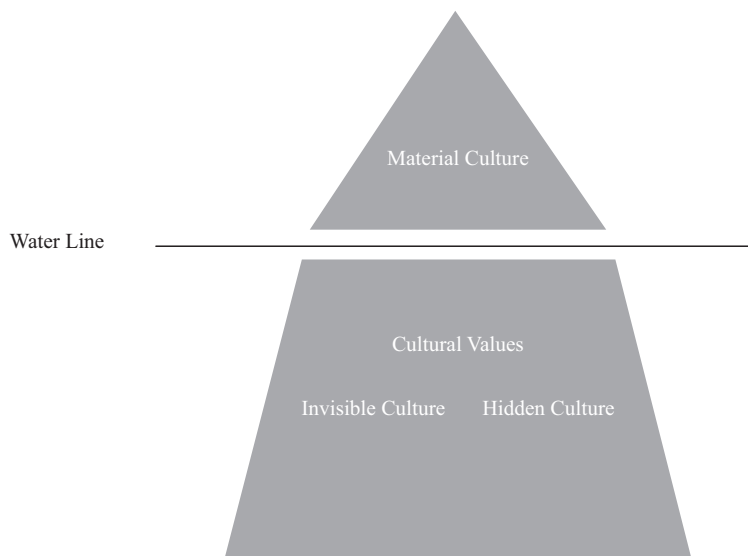 Material Culture
Water Line
Cultural Values
Invisible Culture
Hidden Culture